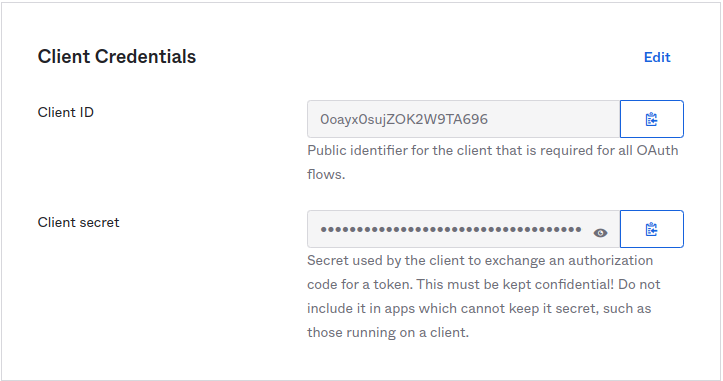 Client Credentials
Edit
Client ID
0oayx0sujZOK2W9TA696
Public identifier for the client that is required for all OAuth
flows.
Client secret
••••••••••••••••••••••••••••••••••••
Secret used by the client to exchange an authorization
code for a token. This must be kept confidential! Do not
include it in apps which cannot keep it secret, such as
those running on a client.